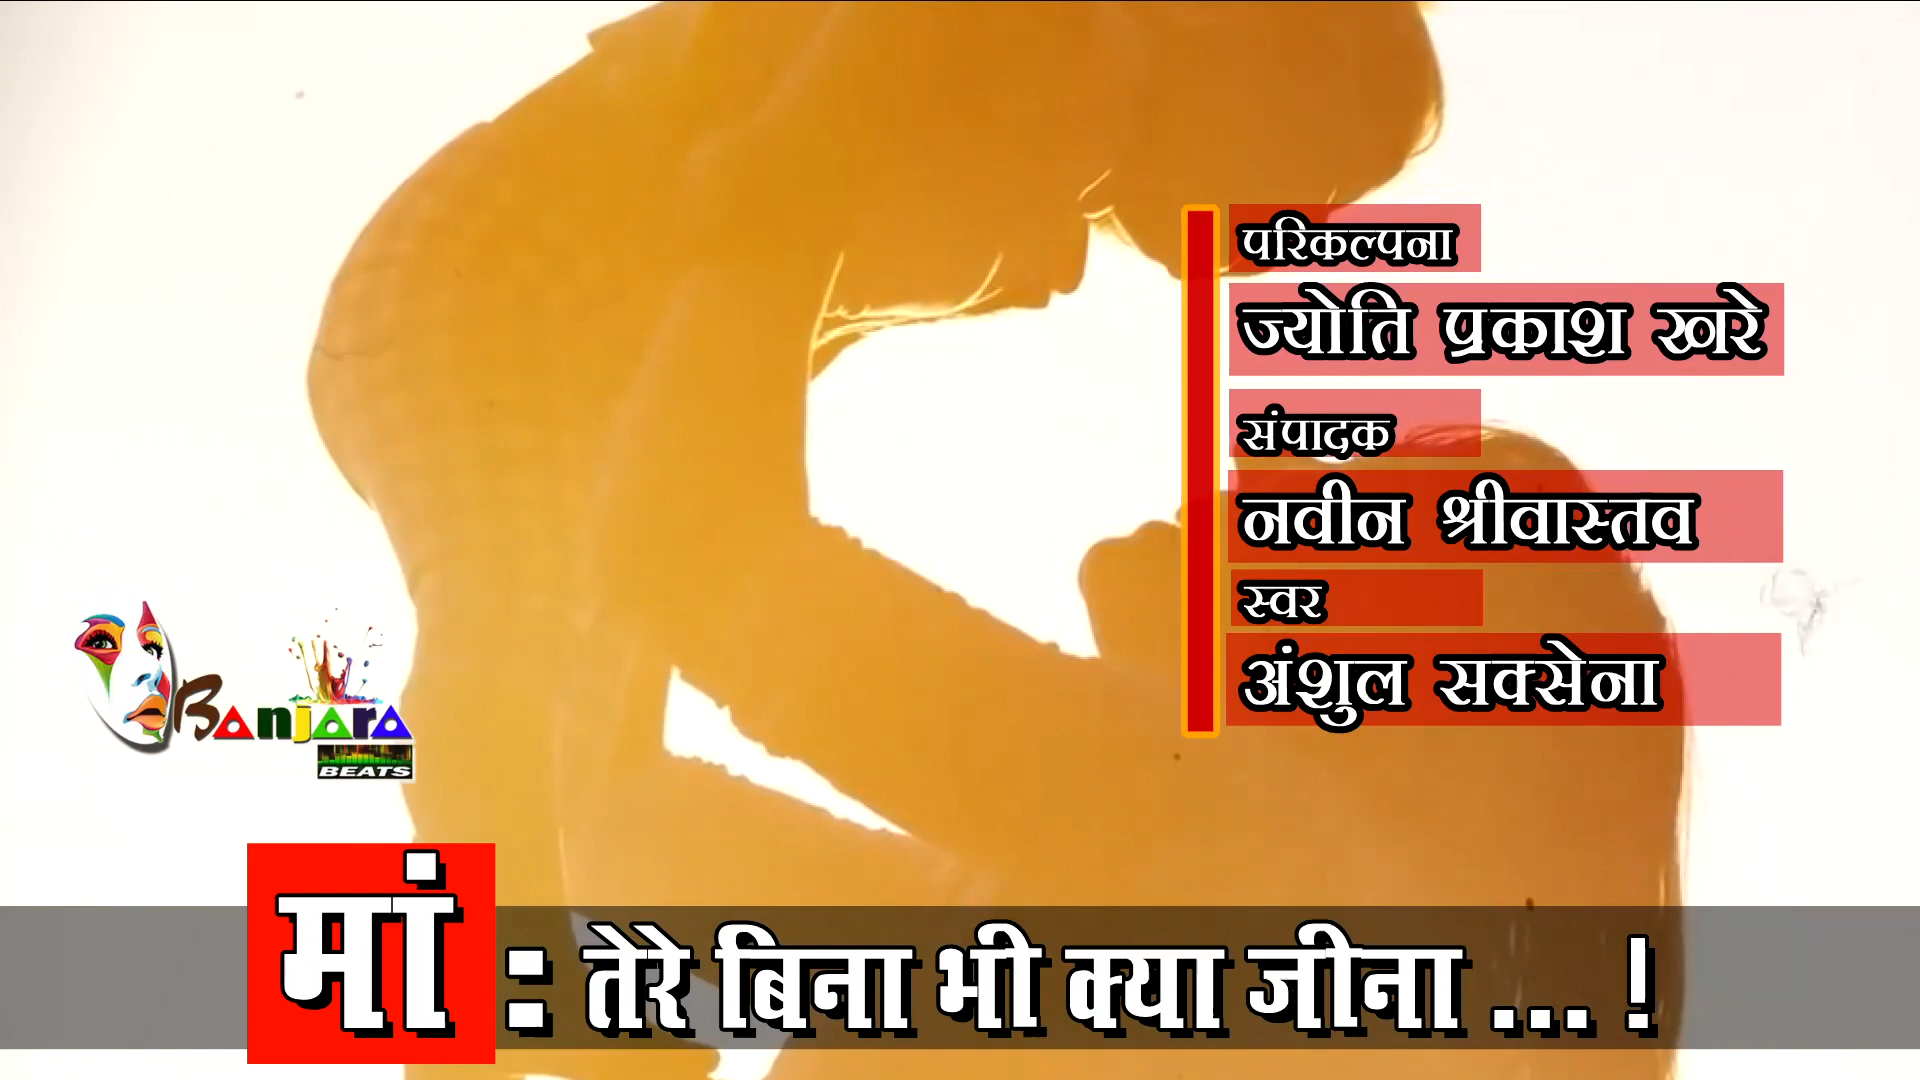 परिकल्पना
ज्योति प्रकाश खरे
संपादक
नवीन श्रीवास्तव
स्वर
अंशुल सक्सेना
Banjara
BEATS
मां : तेरे बिना भी क्या जीना ... !